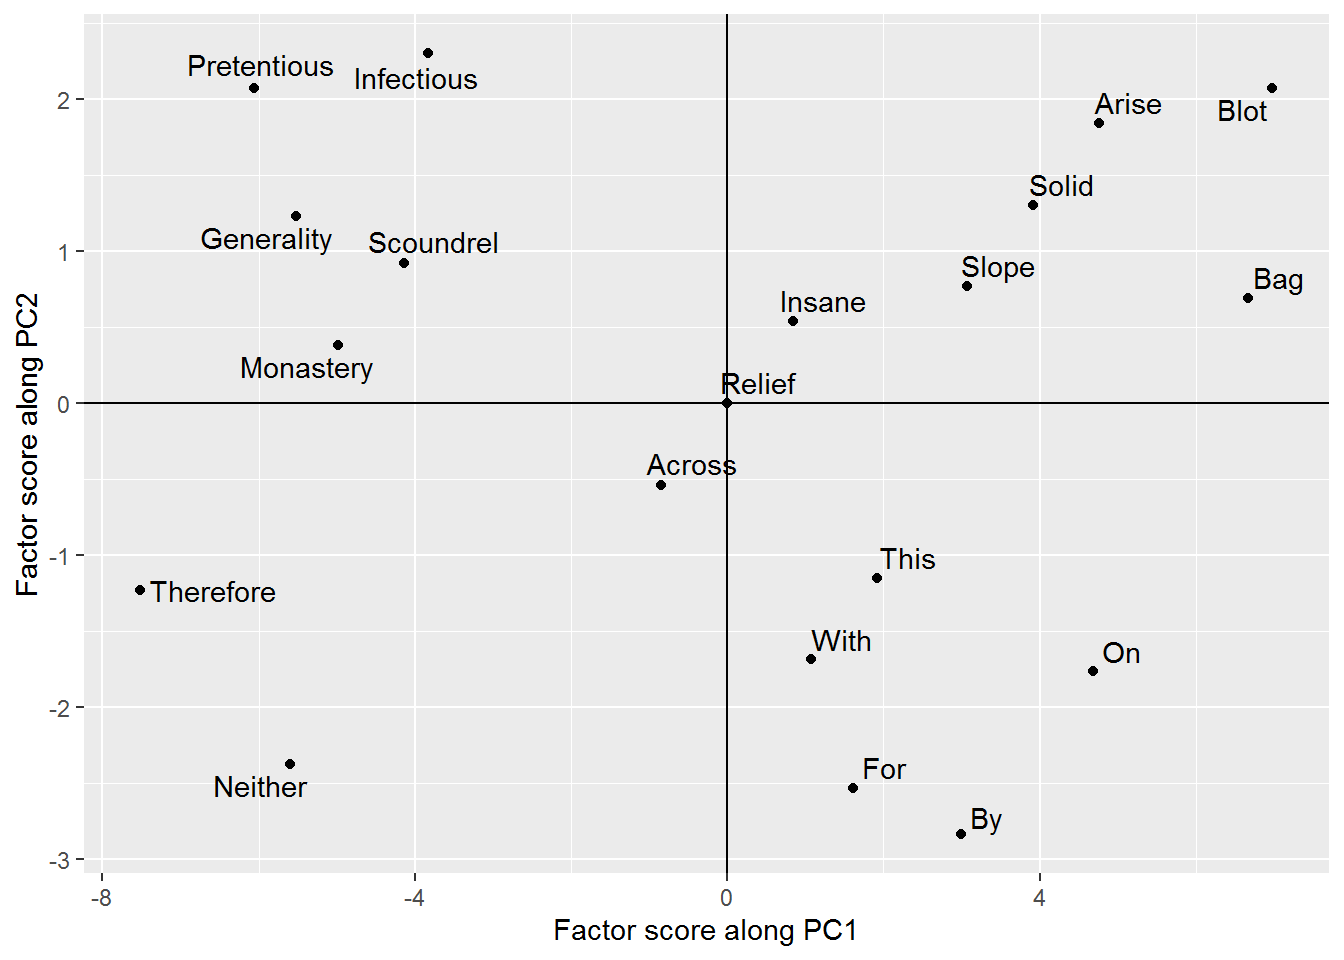 Pretentious
Infectious
Arise
Blot
2
Solid
Generality
Scoundrel
1
Slope
Bag
Insane
Monastery
Relief
0
Across
This
-1
Therefore
With
On
-2
For
Neither
By
-3
-8
-4
0
4
Factor score along PC1
Factor score along PC2